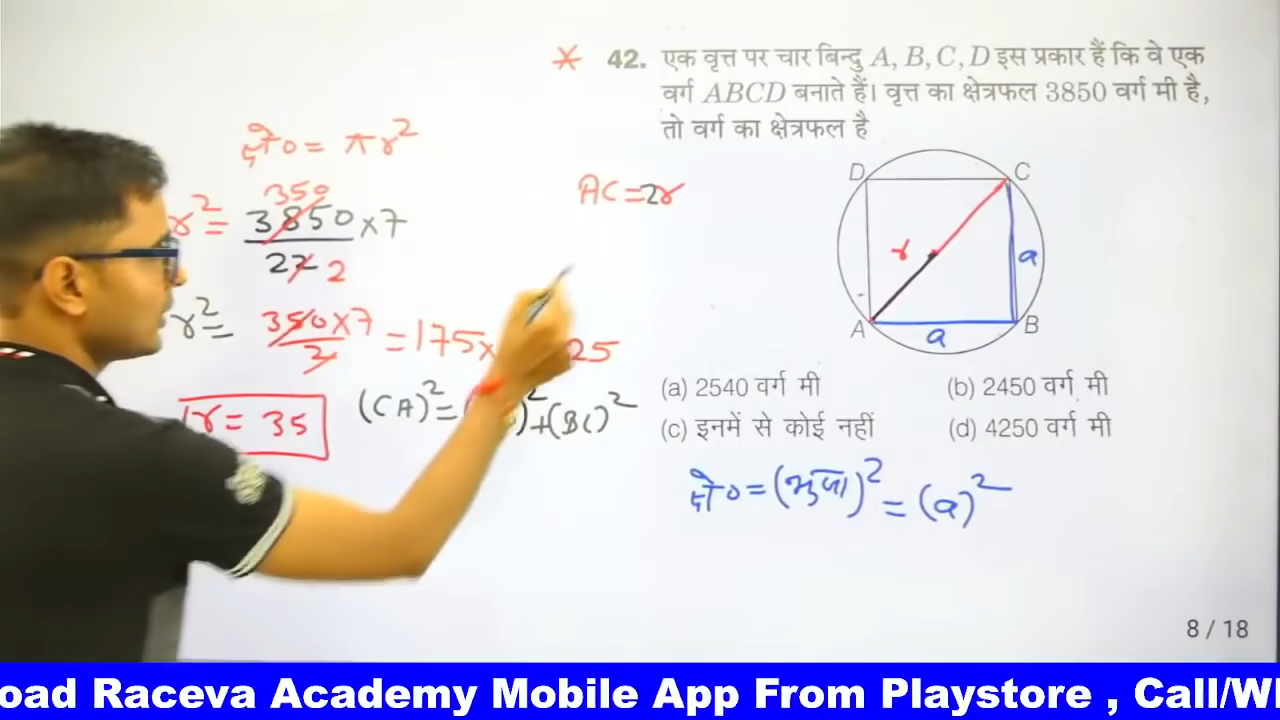 * 42. एक वृत्त पर चार बिन्दु A, B, C, D इस प्रकार हैं कि वे एक
वर्ग ABCD बनाते हैं। वृत्त का क्षेत्रफल 3850 वर्ग मी है,
तो वर्ग का क्षेत्रफल है
क्षे० = πr²
350
r² = 3850 × 7
22 2
r² = 350×7 = 175× 25
2
r = 35
(CA)² = ²+(BC)²
AC = 2r
D C
r a
A B
a
(a) 2540 वर्ग मी (b) 2450 वर्ग मी
(c) इनमें से कोई नहीं (d) 4250 वर्ग मी
क्षे० = (भुजा)² = (a)²
8 / 18
oad Raceva Academy Mobile App From Playstore , Call/W